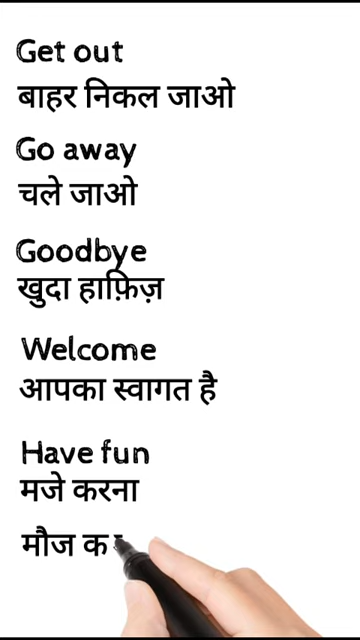 Get out
बाहर निकल जाओ
Go away
चले जाओ
Goodbye
खुदा हाफ़िज़
Welcome
आपका स्वागत है
Have fun
मजे करना
मौज